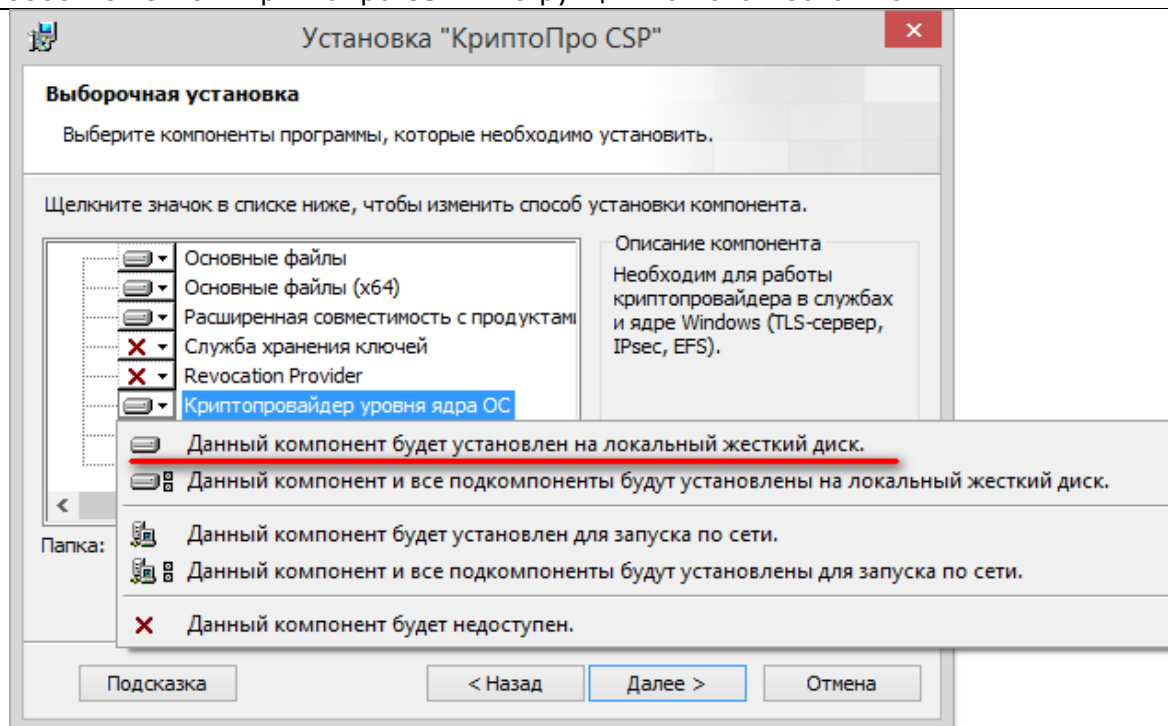 Установка "КриптоПро CSP"
Выборочная установка
Выберите компоненты программы, которые необходимо установить.
Щелкните значок в списке ниже, чтобы изменить способ установки компонента.
Основные файлы
Основные файлы (x64)
Расширенная совместимость с продуктами
Служба хранения ключей
Revocation Provider
Криптопровайдер уровня ядра ОС
Описание компонента
Необходим для работы
криптопровайдера в службах
и ядре Windows (TLS-сервер,
IPsec, EFS).
Данный компонент будет установлен на локальный жесткий диск.
Данный компонент и все подкомпоненты будут установлены на локальный жесткий диск.
Данный компонент будет установлен для запуска по сети.
Данный компонент и все подкомпоненты будут установлены для запуска по сети.
Данный компонент будет недоступен.
Папка:
Подсказка
< Назад
Далее >
Отмена